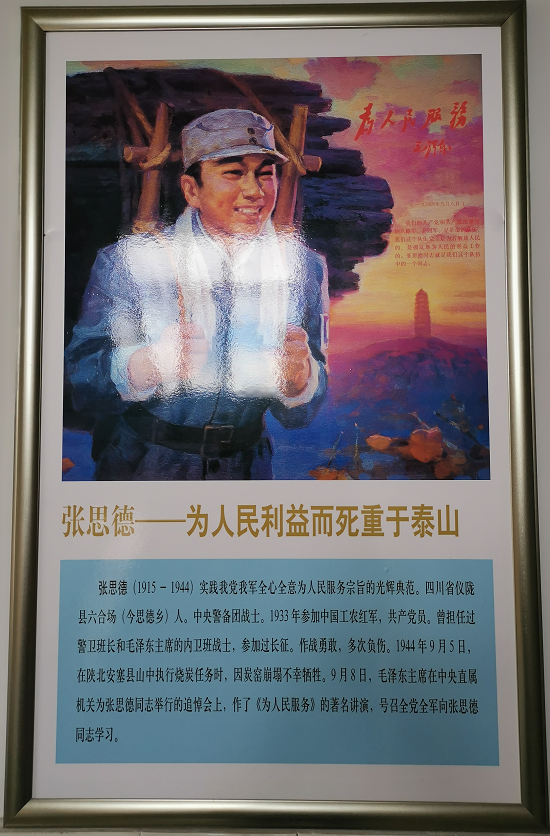 为人民服務
毛泽东
张思德——为人民利益而死重于泰山
张思德（1915 – 1944）实践我党我军全心全意为人民服务宗旨的光辉典范。四川省仪陇
县六合场（今思德乡）人。中央警备团战士。1933年参加中国工农红军，共产党员。曾担任过
警卫班长和毛泽东主席的内卫班战士，参加过长征。作战勇敢，多次负伤。1944年9月5日，
在陕北安塞县山中执行烧炭任务时，因炭窑崩塌不幸牺牲。9月8日，毛泽东主席在中央直属
机关为张思德同志举行的追悼会上，作了《为人民服务》的著名讲演，号召全党全军向张思德
同志学习。